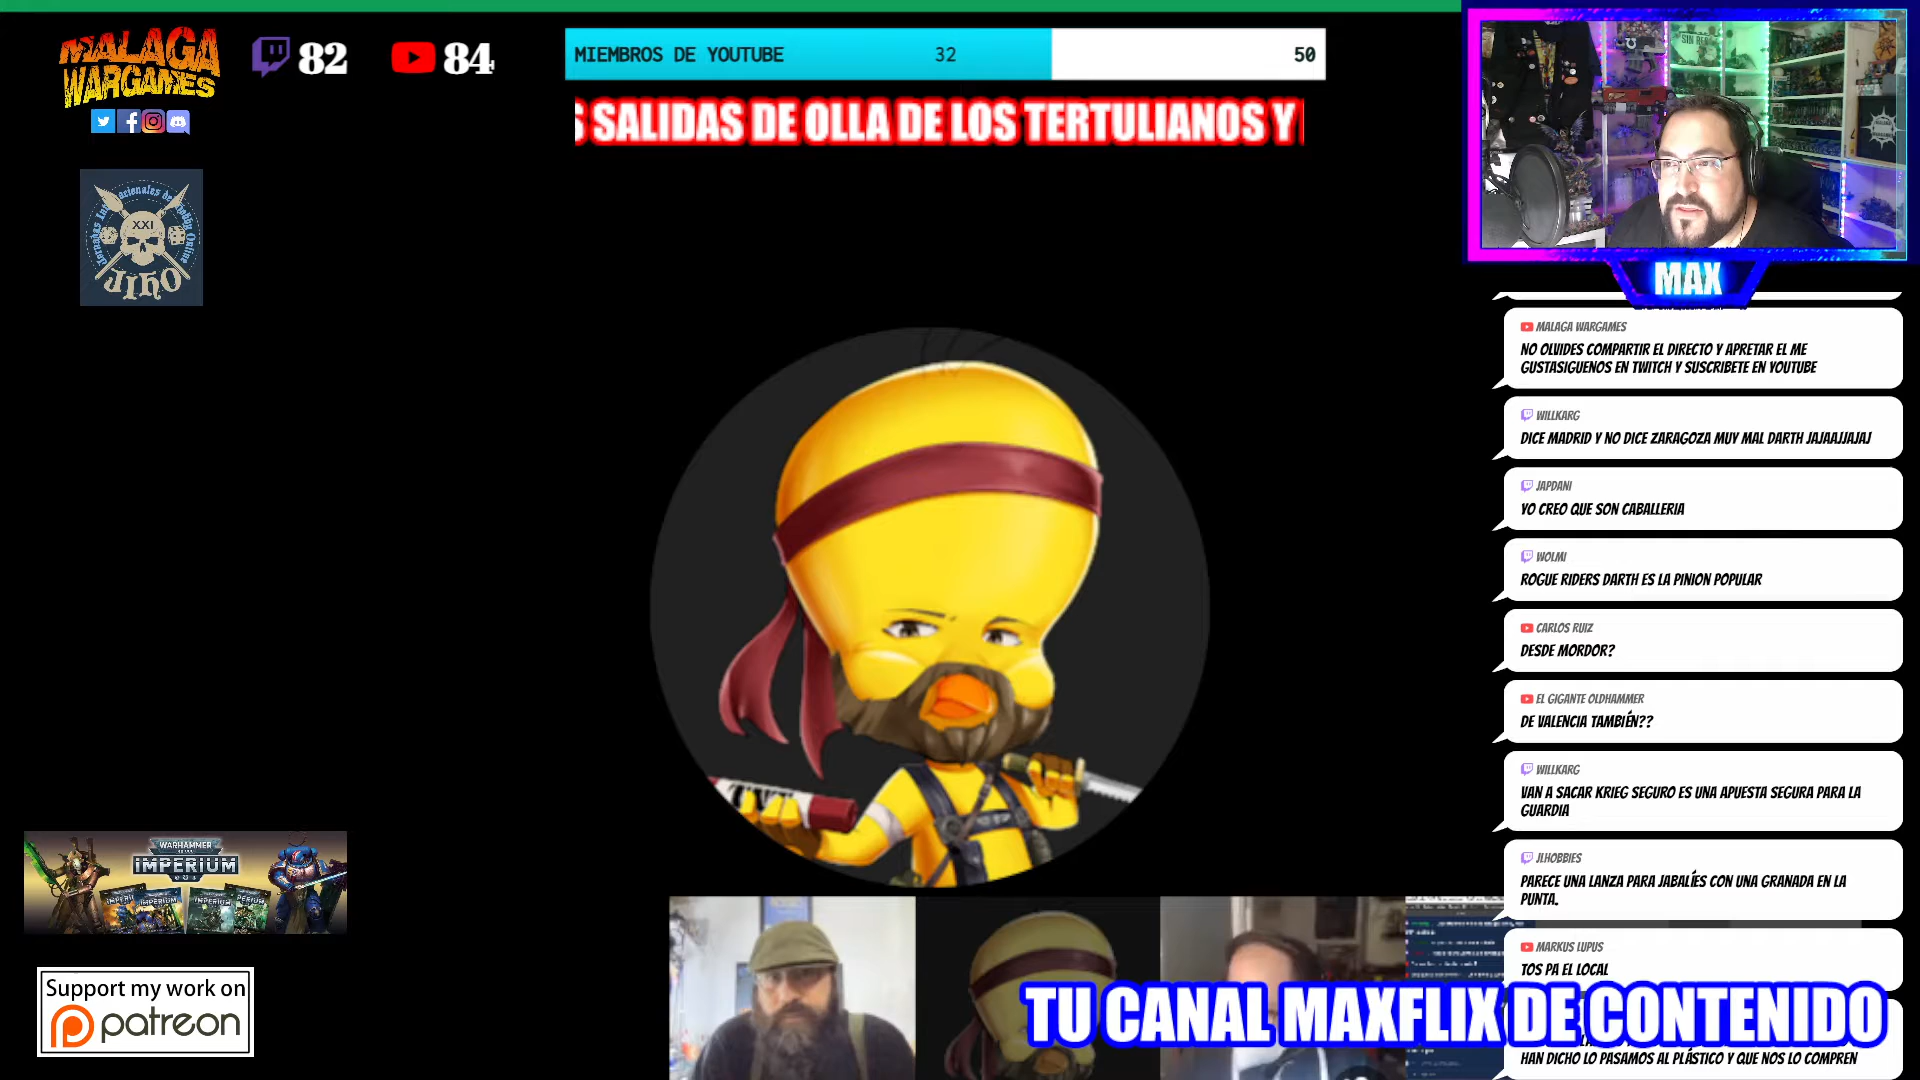 MALAGA
WARGAMES
82
84
MIEMBROS DE YOUTUBE 32 50
SALIDAS DE OLLA DE LOS TERTULIANOS Y
SIN
XXI
JIHO
MAX
MALAGA WARGAMES
NO OLVIDES COMPARTIR EL DIRECTO Y APRETAR EL ME
GUSTASIGUENOS EN TWITCH Y SUSCRIBETE EN YOUTUBE
WILLKARG
DICE MADRID Y NO DICE ZARAGOZA MUY MAL DARTH JAJAAJJAJAJ
JAPDANI
YO CREO QUE SON CABALLERIA
WOLMI
ROGUE RIDERS DARTH ES LA PINION POPULAR
CARLOS RUIZ
DESDE MORDOR?
EL GIGANTE OLDHAMMER
DE VALENCIA TAMBIÉN??
WILLKARG
VAN A SACAR KRIEG SEGURO ES UNA APUESTA SEGURA PARA LA
GUARDIA
JLHOBBIES
PARECE UNA LANZA PARA JABALÍES CON UNA GRANADA EN LA
PUNTA.
MARKUS LUPUS
TOS PA EL LOCAL
HAN DICHO LO PASAMOS AL PLÁSTICO Y QUE NOS LO COMPREN
TNT
WARHAMMER
IMPERIUM
Support my work on
patreon
TU CANAL MAXFLIX DE CONTENIDO